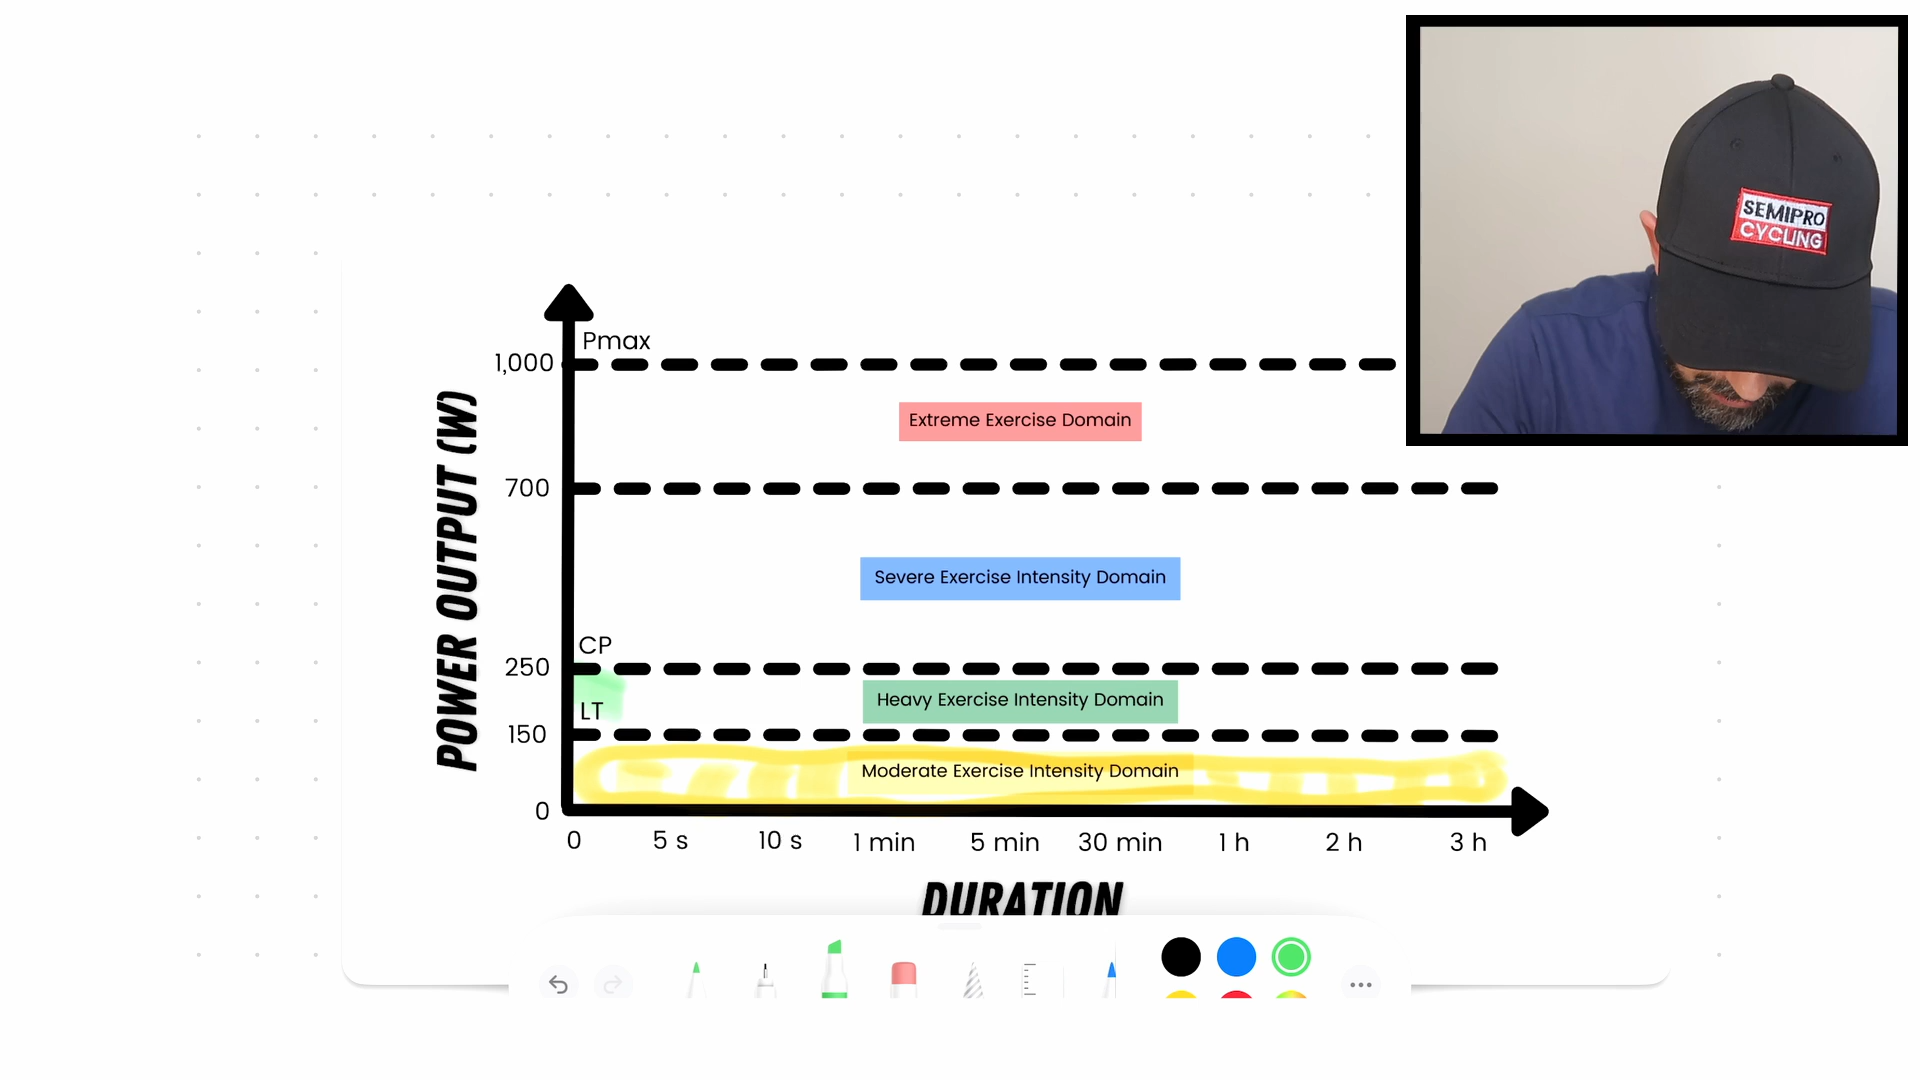 SEMIPRO
CYCLING
Pmax
1,000
Extreme Exercise Domain
700
Severe Exercise Intensity Domain
CP
250
Heavy Exercise Intensity Domain
LT
150
Moderate Exercise Intensity Domain
0
0 5 s 10 s 1 min 5 min 30 min 1 h 2 h 3 h
POWER OUTPUT (W)
DURATION